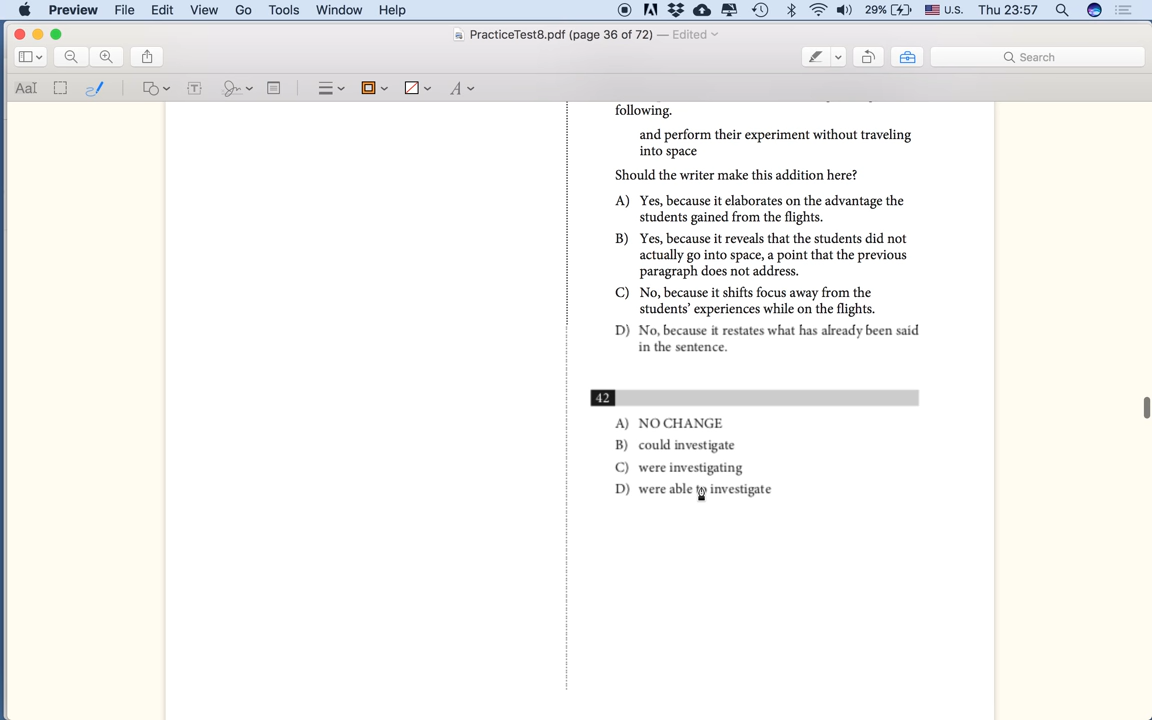 Preview File Edit View Go Tools Window Help 29% U.S. Thu 23:57
PracticeTest8.pdf (page 36 of 72) — Edited
Search
AaI T A
following.
and perform their experiment without traveling
into space
Should the writer make this addition here?
A) Yes, because it elaborates on the advantage the
students gained from the flights.
B) Yes, because it reveals that the students did not
actually go into space, a point that the previous
paragraph does not address.
C) No, because it shifts focus away from the
students’ experiences while on the flights.
D) No, because it restates what has already been said
in the sentence.
42
A) NO CHANGE
B) could investigate
C) were investigating
D) were able to investigate